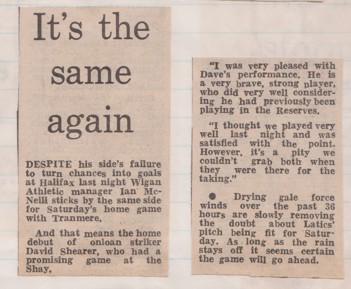 It's the
same
again
DESPITE his side's failure
to turn chances into goals
at Halifax last night Wigan
Athletic manager Ian Mc-
Neill sticks by the same side
for Saturday's home game
with Tranmere.
And that means the home
debut of onloan striker
David Shearer, who had a
promising game at the
Shay.
"I was very pleased with
Dave's performance. He is
a very brave, strong player,
who did very well consider-
ing he had previously been
playing in the Reserves.
"I thought we played very
well last night and was
satisfied with the point.
However, it's a pity we
couldn't grab both when
they were there for the
taking."
● Drying gale force
winds over the past 36
hours are slowly removing
the doubt about Latics'
pitch being fit for Satur-
day. As long as the rain
stays off it seems certain
the game will go ahead.